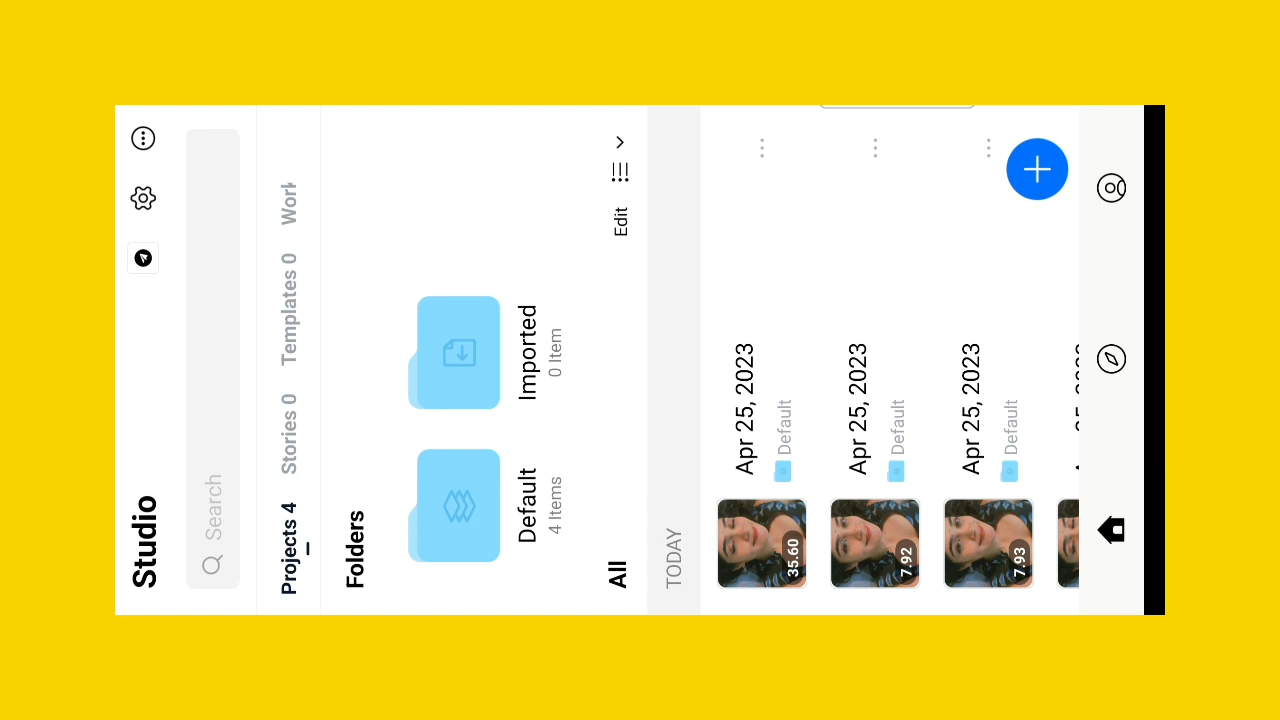 Studio
Search
Projects 4 Stories 0 Templates 0 Work
Folders
Default
4 Items
Imported
0 Item
All
Edit
TODAY
Apr 25, 2023
Default
35.60
Apr 25, 2023
Default
7.92
Apr 25, 2023
Default
7.93